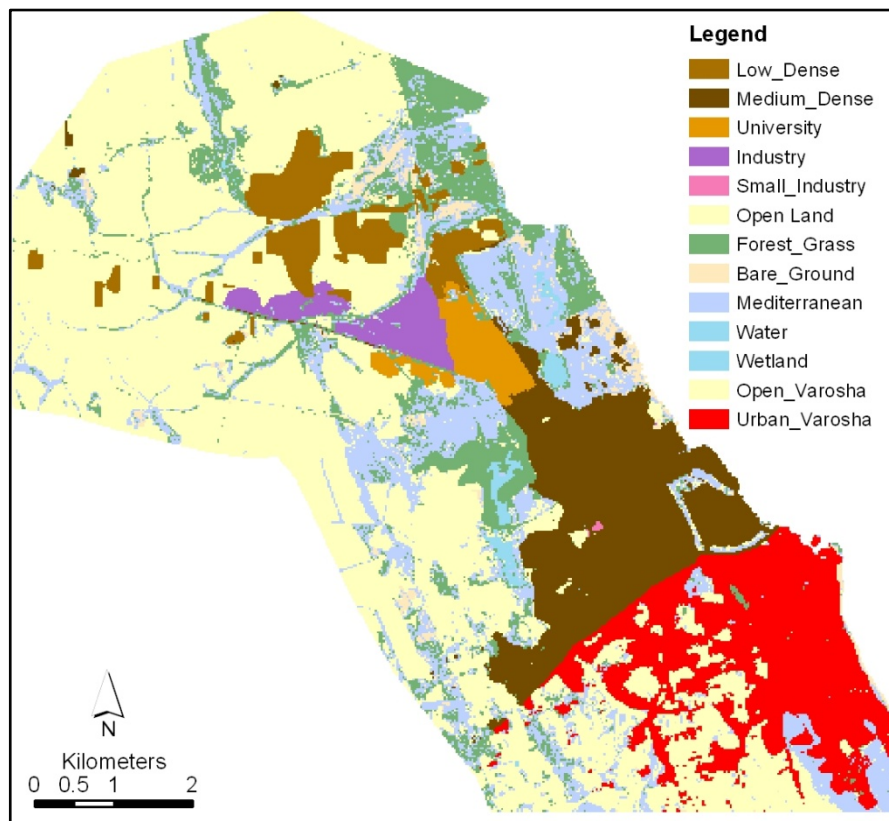 Legend
Low_Dense
Medium_Dense
University
Industry
Small_Industry
Open Land
Forest_Grass
Bare_Ground
Mediterranean
Water
Wetland
Open_Varosha
Urban_Varosha
N
Kilometers
0 0.5 1 2